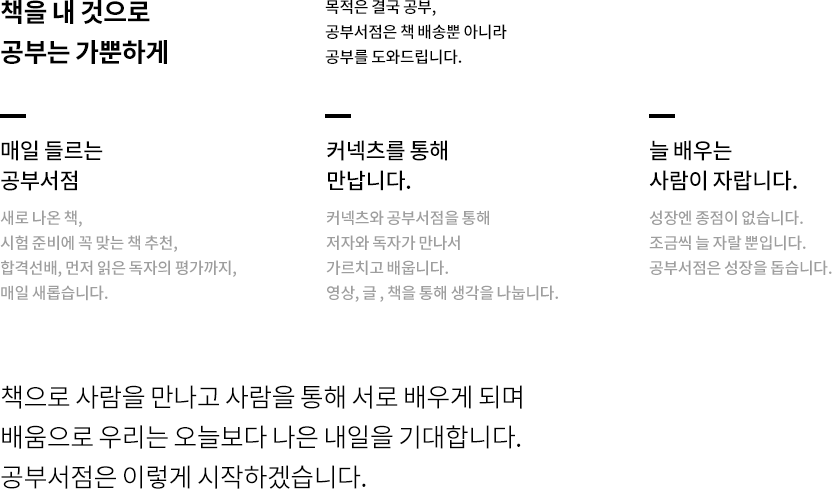 책을 내 것으로
공부는 가뿐하게
목적은 결국 공부,
공부서점은 책 배송뿐 아니라
공부를 도와드립니다.
매일 들르는
공부서점
새로 나온 책,
시험 준비에 꼭 맞는 책 추천,
합격선배, 먼저 읽은 독자의 평가까지,
매일 새롭습니다.
커넥츠를 통해
만납니다.
커넥츠와 공부서점을 통해
저자와 독자가 만나서
가르치고 배웁니다.
영상, 글 , 책을 통해 생각을 나눕니다.
늘 배우는
사람이 자랍니다.
성장엔 종점이 없습니다.
조금씩 늘 자랄 뿐입니다.
공부서점은 성장을 돕습니다.
책으로 사람을 만나고 사람을 통해 서로 배우게 되며
배움으로 우리는 오늘보다 나은 내일을 기대합니다.
공부서점은 이렇게 시작하겠습니다.